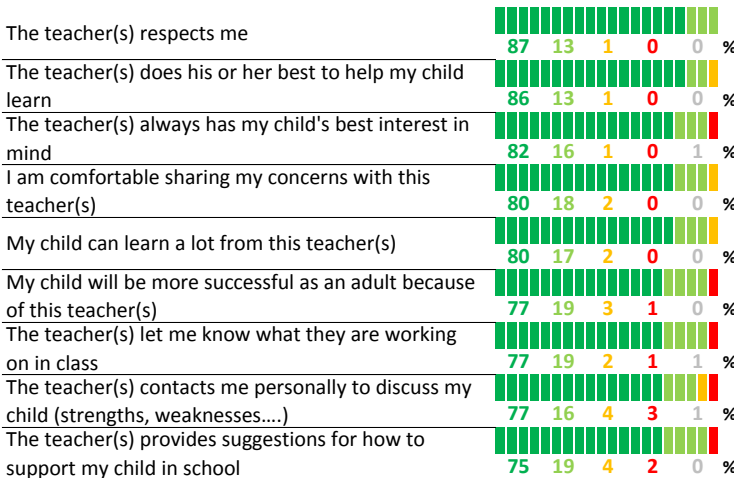 The teacher(s) respects me
87 13 1 0 0 %
The teacher(s) does his or her best to help my child
learn
86 13 1 0 0 %
The teacher(s) always has my child's best interest in
mind
82 16 1 0 1 %
I am comfortable sharing my concerns with this
teacher(s)
80 18 2 0 0 %
My child can learn a lot from this teacher(s)
80 17 2 0 0 %
My child will be more successful as an adult because
of this teacher(s)
77 19 3 1 0 %
The teacher(s) let me know what they are working
on in class
77 19 2 1 1 %
The teacher(s) contacts me personally to discuss my
child (strengths, weaknesses....)
77 16 4 3 1 %
The teacher(s) provides suggestions for how to
support my child in school
75 19 4 2 0 %